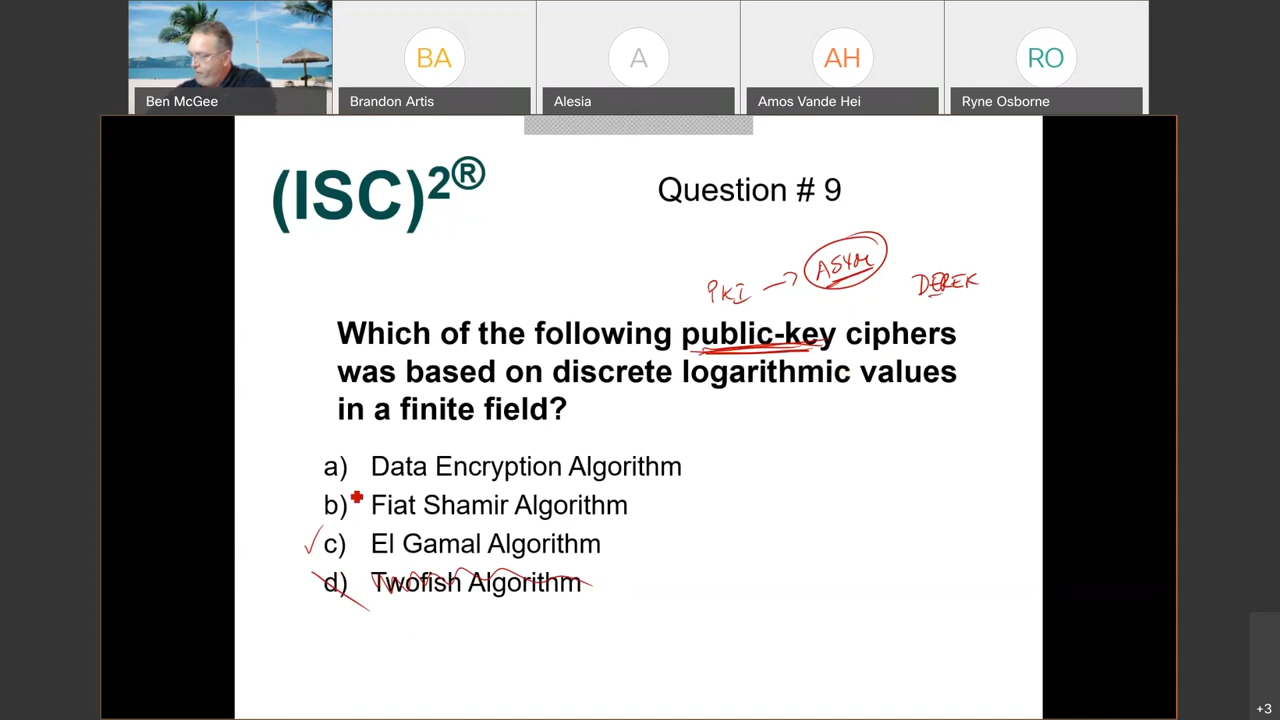 BA
A
AH
RO
Ben McGee
Brandon Artis
Alesia
Amos Vande Hei
Ryne Osborne
(ISC)²®
Question # 9
PKI → ASYM
DEREK
Which of the following public-key ciphers
was based on discrete logarithmic values
in a finite field?
a) Data Encryption Algorithm
b) Fiat Shamir Algorithm
c) El Gamal Algorithm
d) Twofish Algorithm
+3